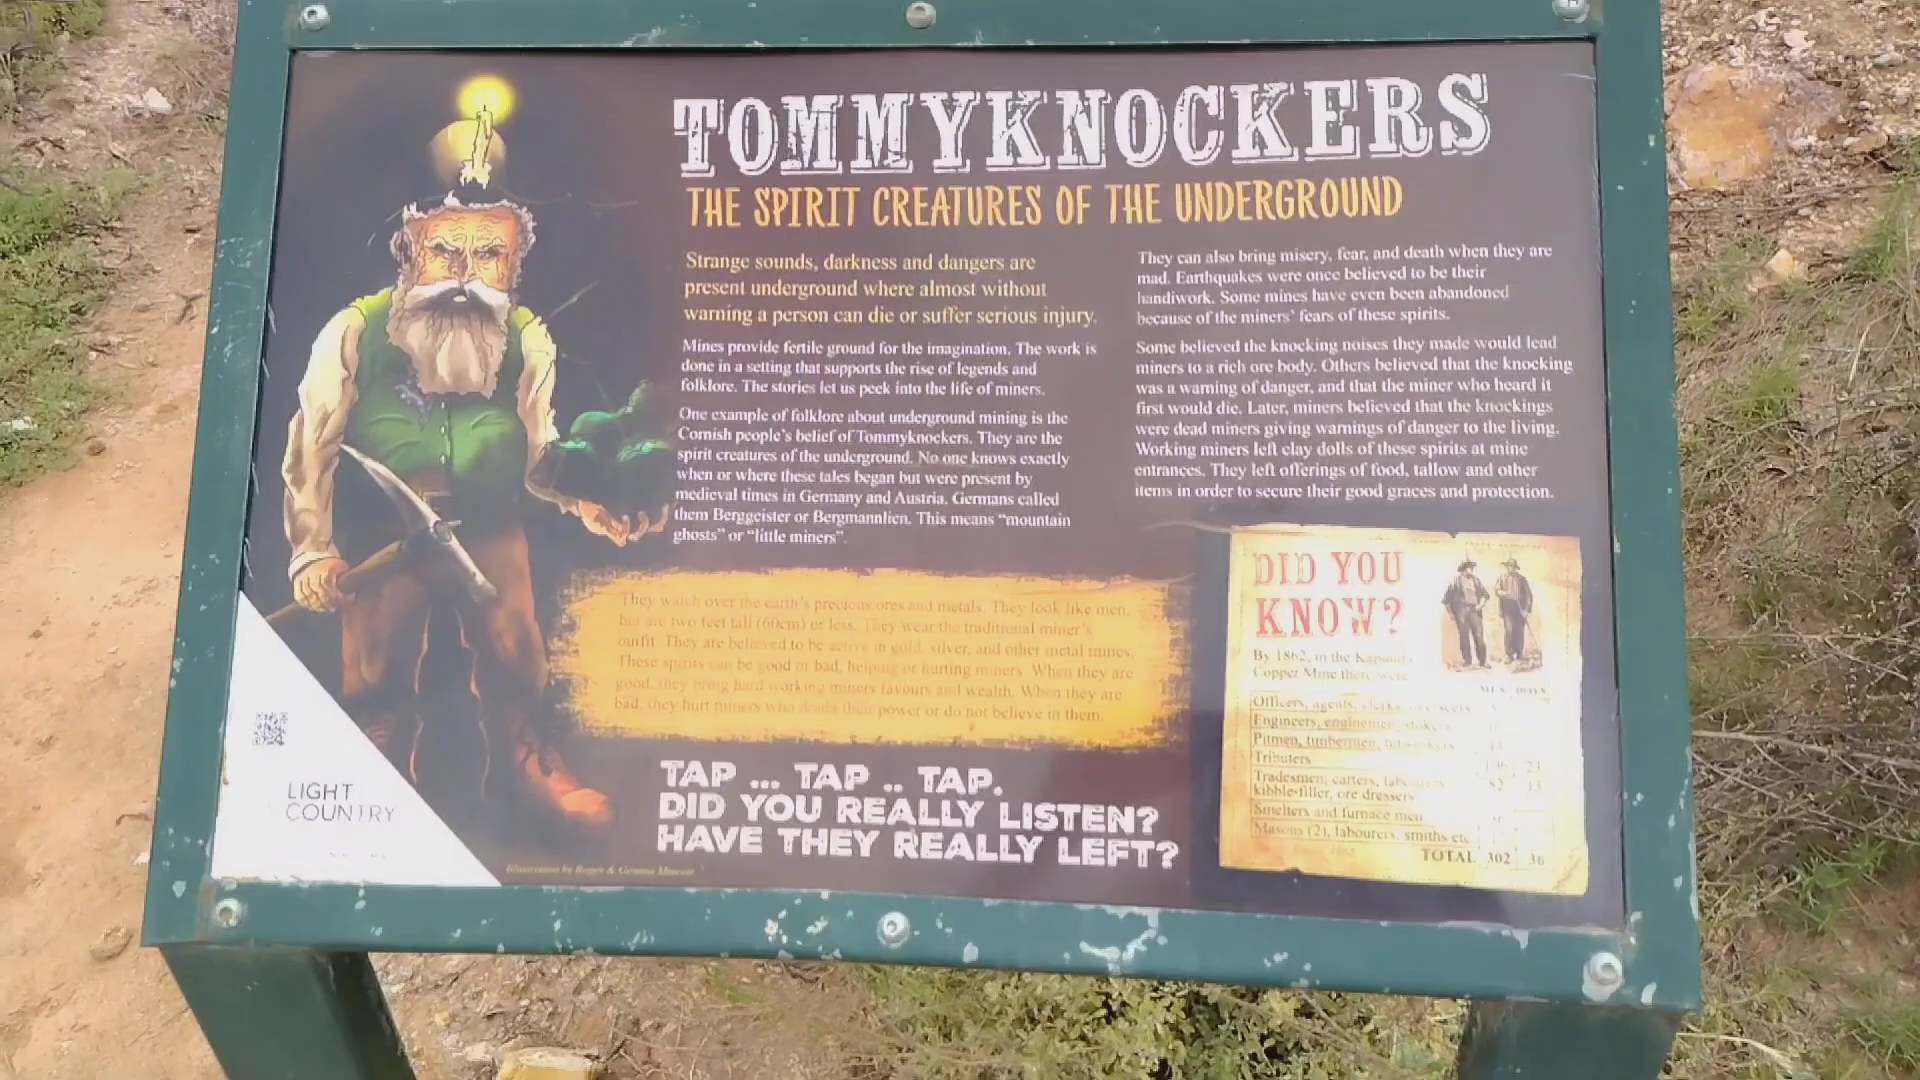 TOMMYKNOCKERS
THE SPIRIT CREATURES OF THE UNDERGROUND
Strange sounds, darkness and dangers are
present underground where almost without
warning a person can die or suffer serious injury.
Mines provide fertile ground for the imagination. The work is
done in a setting that supports the rise of legends and
folklore. The stories let us peek into the life of miners.
One example of folklore about underground mining is the
Cornish people's belief of Tommyknockers. They are the
spirit creatures of the underground. No one knows exactly
when or where these tales began but were present by
medieval times in Germany and Austria. Germans called
them Berggeister or Bergmannlien. This means "mountain
ghosts" or "little miners".
They watch over the earth's precious ores and metals. They look like men,
but are two feet tall (60cm) or less. They wear the traditional miner's
outfit. They are believed to be active in gold, silver, and other metal mines.
These spirits can be good or bad, helping or hurting miners. When they are
good, they bring hard working miners favours and wealth. When they are
bad, they hurt miners who doubt their power or do not believe in them.
TAP ... TAP .. TAP.
DID YOU REALLY LISTEN?
HAVE THEY REALLY LEFT?
They can also bring misery, fear, and death when they are
mad. Earthquakes were once believed to be their
handiwork. Some mines have even been abandoned
because of the miners' fears of these spirits.
Some believed the knocking noises they made would lead
miners to a rich ore body. Others believed that the knocking
was a warning of danger, and that the miner who heard it
first would die. Later, miners believed that the knockings
were dead miners giving warnings of danger to the living.
Working miners left clay dolls of these spirits at mine
entrances. They left offerings of food, tallow and other
items in order to secure their good graces and protection.
DID YOU
KNOW?
By 1862, in the Kapunda
Copper Mine there were
MEN BOYS
Officers, agents, clerks, overseers
Engineers, enginemen, stokers
Pitmen, timbermen,
Tributers 23
Tradesmen, carters, labourers 82 13
kibble-filler, ore dressers
Smelters and furnace men
Masons (2), labourers, smiths etc
TOTAL 302 36
LIGHT
COUNTRY
Illustration by Roger & Gemma